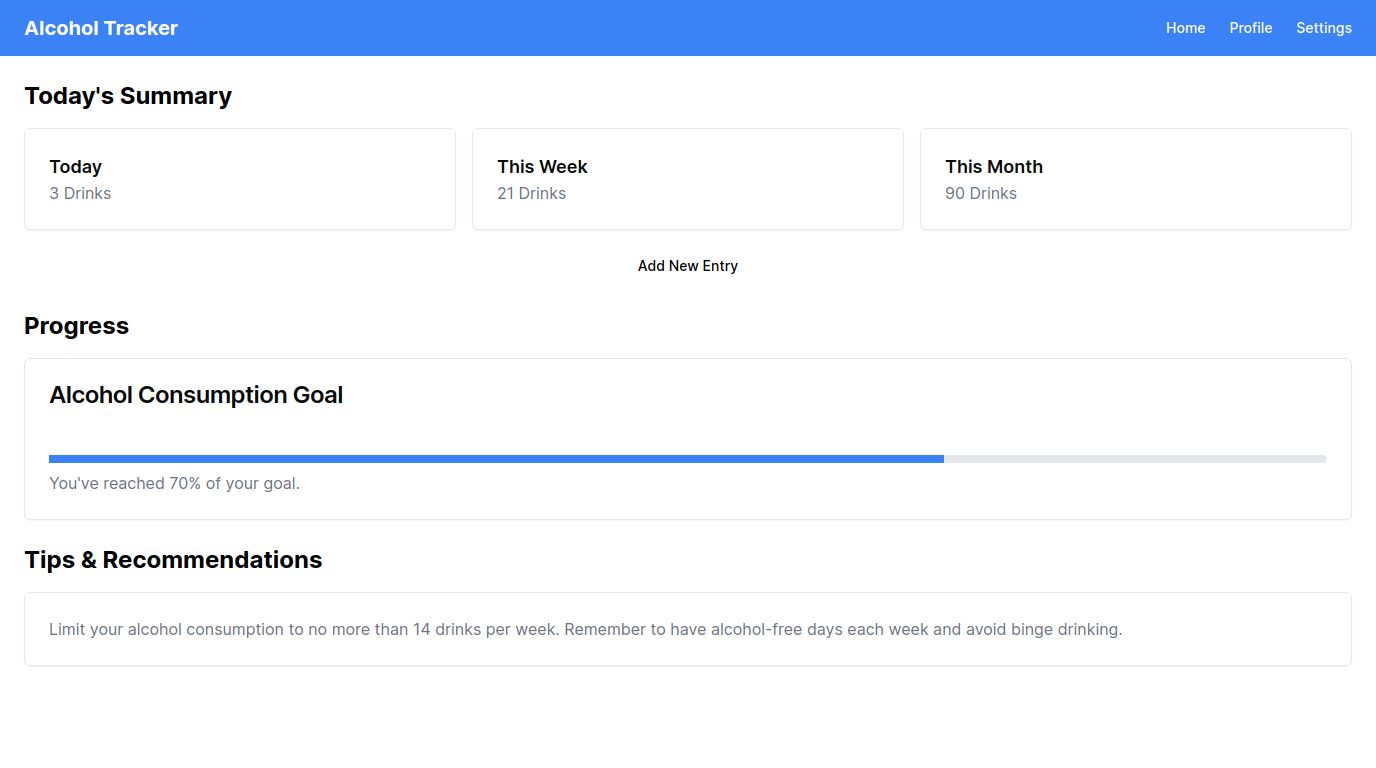 Alcohol Tracker
Home Profile Settings
Today's Summary
Today
3 Drinks
This Week
21 Drinks
This Month
90 Drinks
Add New Entry
Progress
Alcohol Consumption Goal
You've reached 70% of your goal.
Tips & Recommendations
Limit your alcohol consumption to no more than 14 drinks per week. Remember to have alcohol-free days each week and avoid binge drinking.